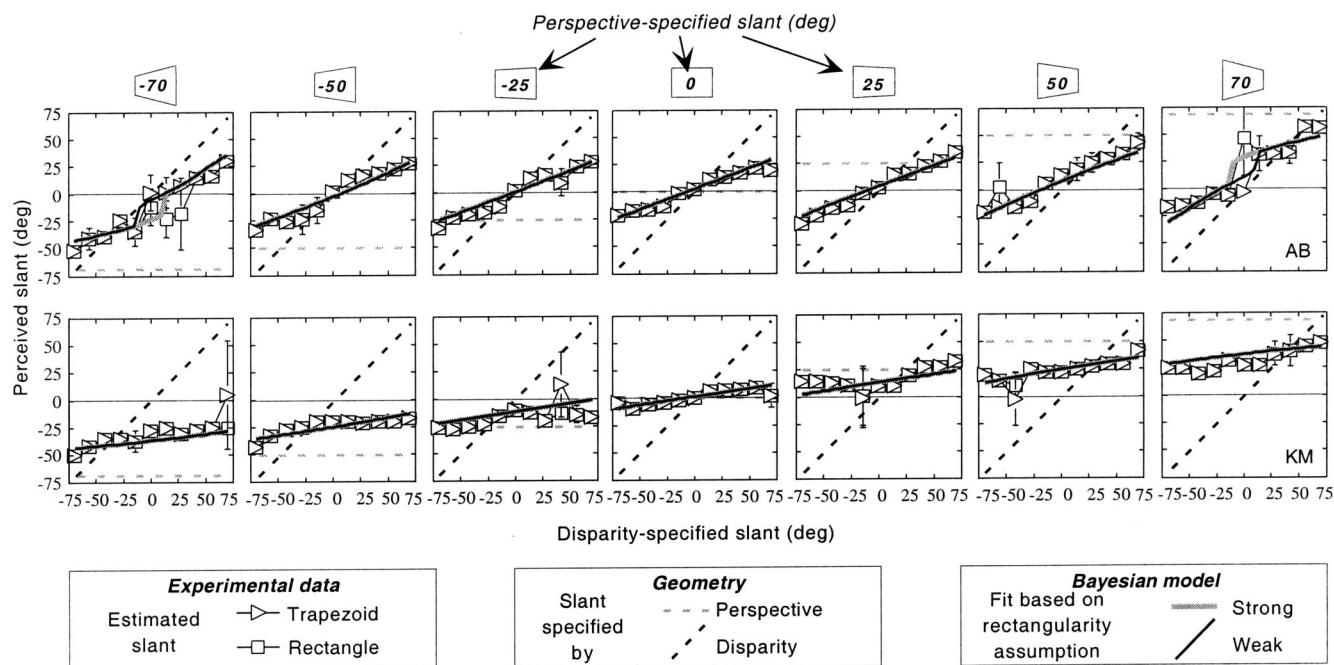 Perspective-specified slant (deg)
-70 -50 -25 0 25 50 70
75
50
25
0
-25
-50
-75
AB
75
50
25
0
-25
-50
-75
KM
Perceived slant (deg)
-75 -50 -25 0 25 50 75 -75 -50 -25 0 25 50 75 -75 -50 -25 0 25 50 75 -75 -50 -25 0 25 50 75 -75 -50 -25 0 25 50 75 -75 -50 -25 0 25 50 75 -75 -50 -25 0 25 50 75
Disparity-specified slant (deg)
Experimental data
Estimated
slant
Trapezoid
Rectangle
Geometry
Slant
specified
by
Perspective
Disparity
Bayesian model
Fit based on
rectangularity
assumption
Strong
Weak